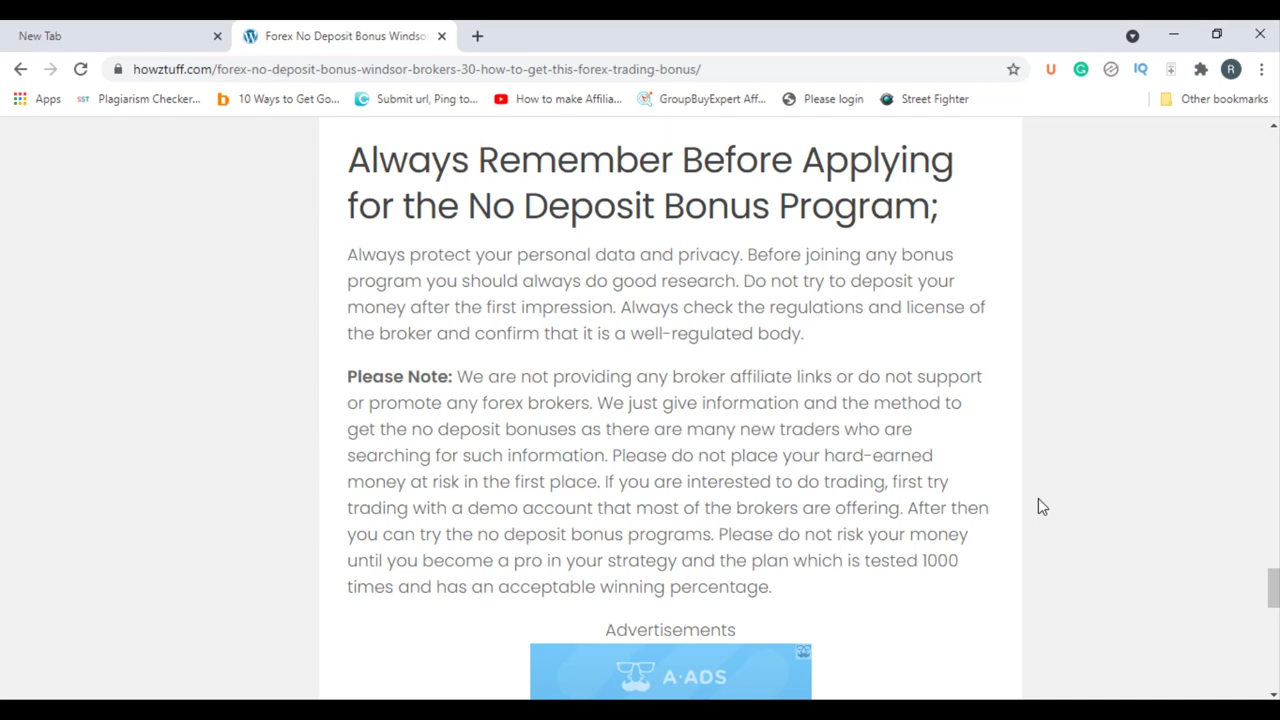 New Tab
Forex No Deposit Bonus Windso
howztuff.com/forex-no-deposit-bonus-windsor-brokers-30-how-to-get-this-forex-trading-bonus/
U
G
IQ
R
Apps
SST
Plagiarism Checker...
b
10 Ways to Get Go...
C
Submit url, Ping to...
How to make Affilia...
GroupBuyExpert Aff...
Please login
Street Fighter
Other bookmarks
Always Remember Before Applying
for the No Deposit Bonus Program;
Always protect your personal data and privacy. Before joining any bonus
program you should always do good research. Do not try to deposit your
money after the first impression. Always check the regulations and license of
the broker and confirm that it is a well-regulated body.
Please Note: We are not providing any broker affiliate links or do not support
or promote any forex brokers. We just give information and the method to
get the no deposit bonuses as there are many new traders who are
searching for such information. Please do not place your hard-earned
money at risk in the first place. If you are interested to do trading, first try
trading with a demo account that most of the brokers are offering. After then
you can try the no deposit bonus programs. Please do not risk your money
until you become a pro in your strategy and the plan which is tested 1000
times and has an acceptable winning percentage.
Advertisements
A-ADS